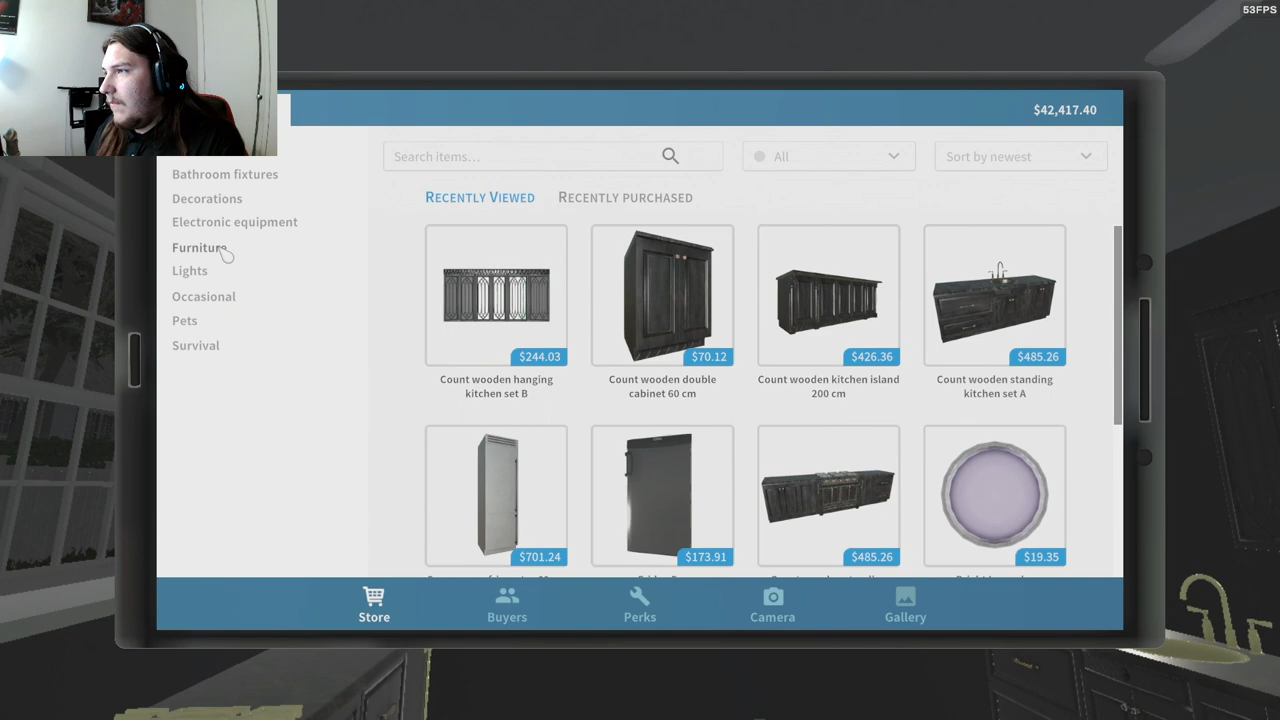 53FPS
$42,417.40
Search items...
All
Sort by newest
Bathroom fixtures
Decorations
Electronic equipment
Furniture
Lights
Occasional
Pets
Survival
RECENTLY VIEWED
RECENTLY PURCHASED
$244.03
$70.12
$426.36
$485.26
Count wooden hanging
kitchen set B
Count wooden double
cabinet 60 cm
Count wooden kitchen island
200 cm
Count wooden standing
kitchen set A
$701.24
$173.91
$485.26
$19.35
Store
Buyers
Perks
Camera
Gallery